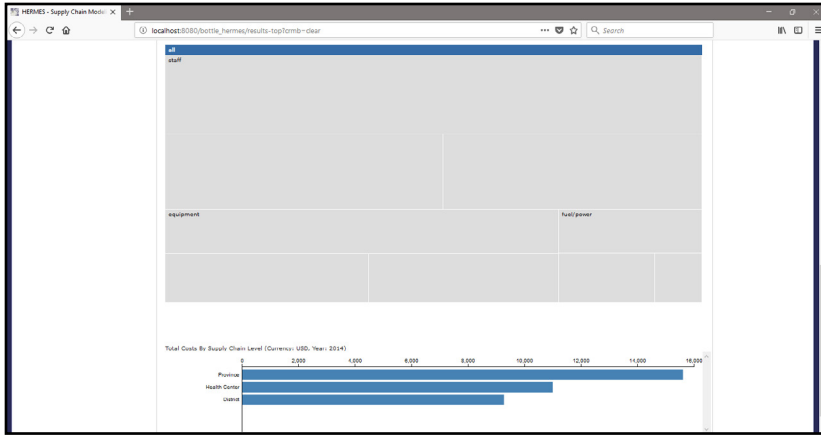 HERMES - Supply Chain Model
localhost:8080/bottle_hermes/results-top?crmb=clear
Search
all
staff
equipment
fuel/power
Total Costs By Supply Chain Level (Currency: USD, Year: 2014)
0 2,000 4,000 6,000 8,000 10,000 12,000 14,000 16,000
Province
Health Center
District